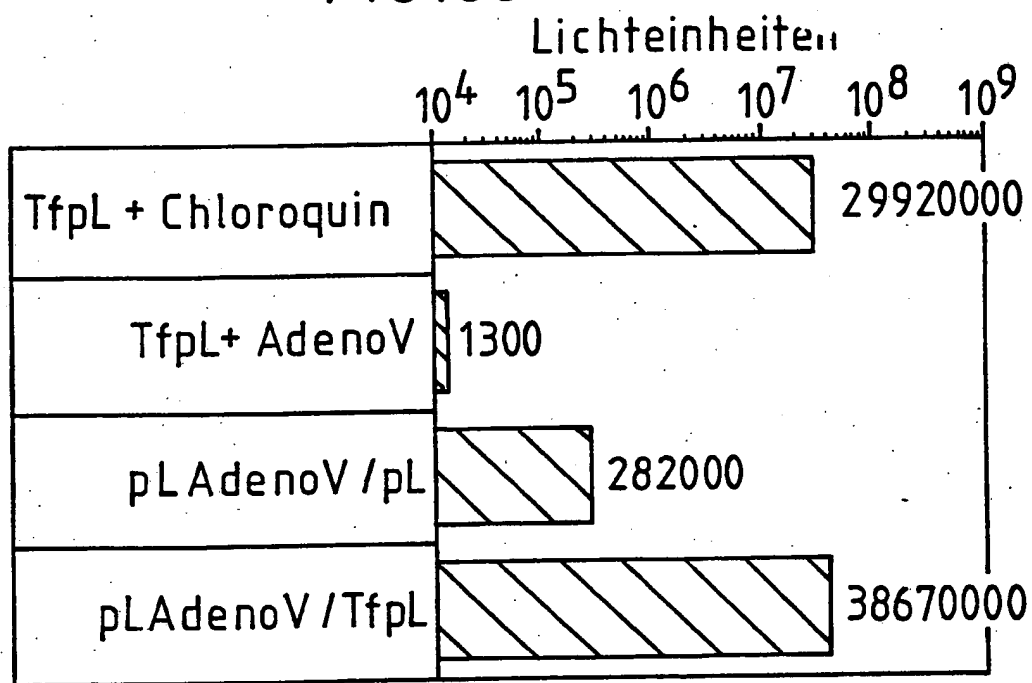 Lichteinheiten
10^4 10^5 10^6 10^7 10^8 10^9
TfpL + Chloroquin 29920000
TfpL+ AdenoV 1300
pLAdenoV/pL 282000
pLAdenoV/TfpL 38670000